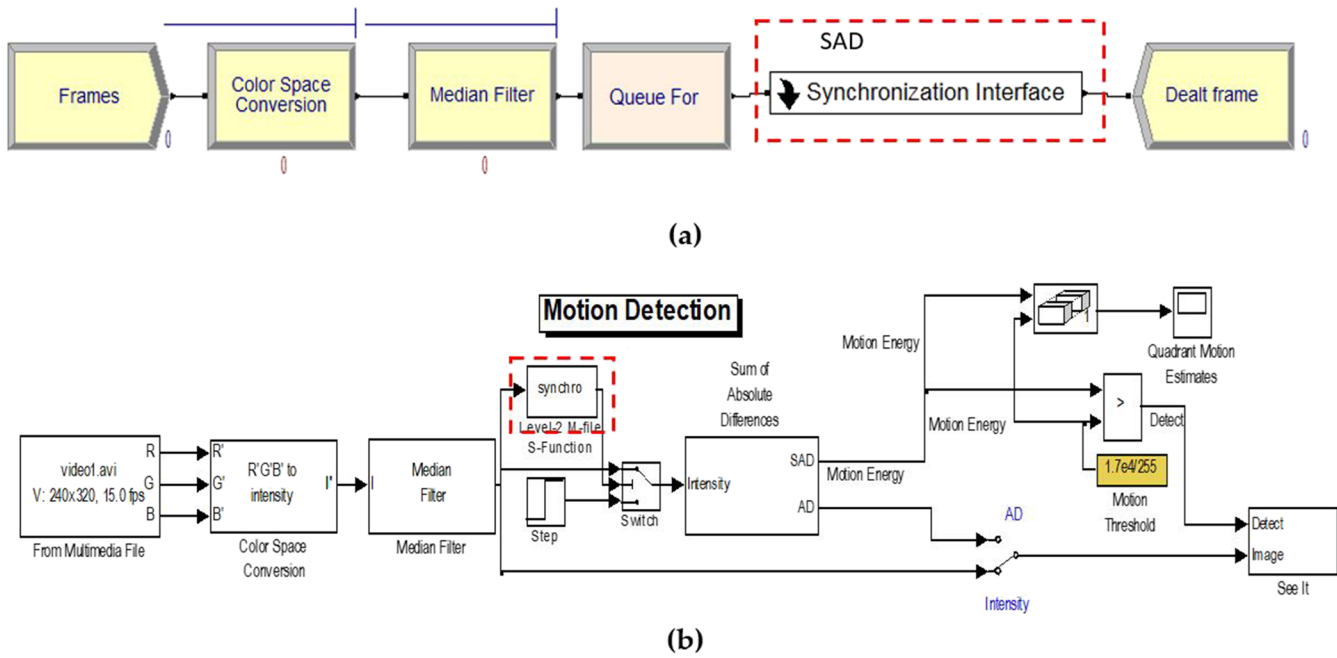 SAD
Frames
Color Space
Conversion
Median Filter
Queue For
Synchronization Interface
Dealt frame
0
0
0
0
(a)
Motion Detection
Motion Energy
Quadrant Motion
Estimates
synchro
Level-2 M-file
S-Function
Sum of
Absolute
Differences
>
Motion Energy
Detect
video1.avi
V: 240x320, 15.0 fps
R
G
B
From Multimedia File
R'
G'
B'
R'G'B' to
intensity
I'
Color Space
Conversion
I
Median
Filter
Median Filter
Step
Switch
Intensity
SAD
AD
Motion Energy
1.7e4/255
Motion
Threshold
AD
Intensity
Detect
Image
See It
(b)